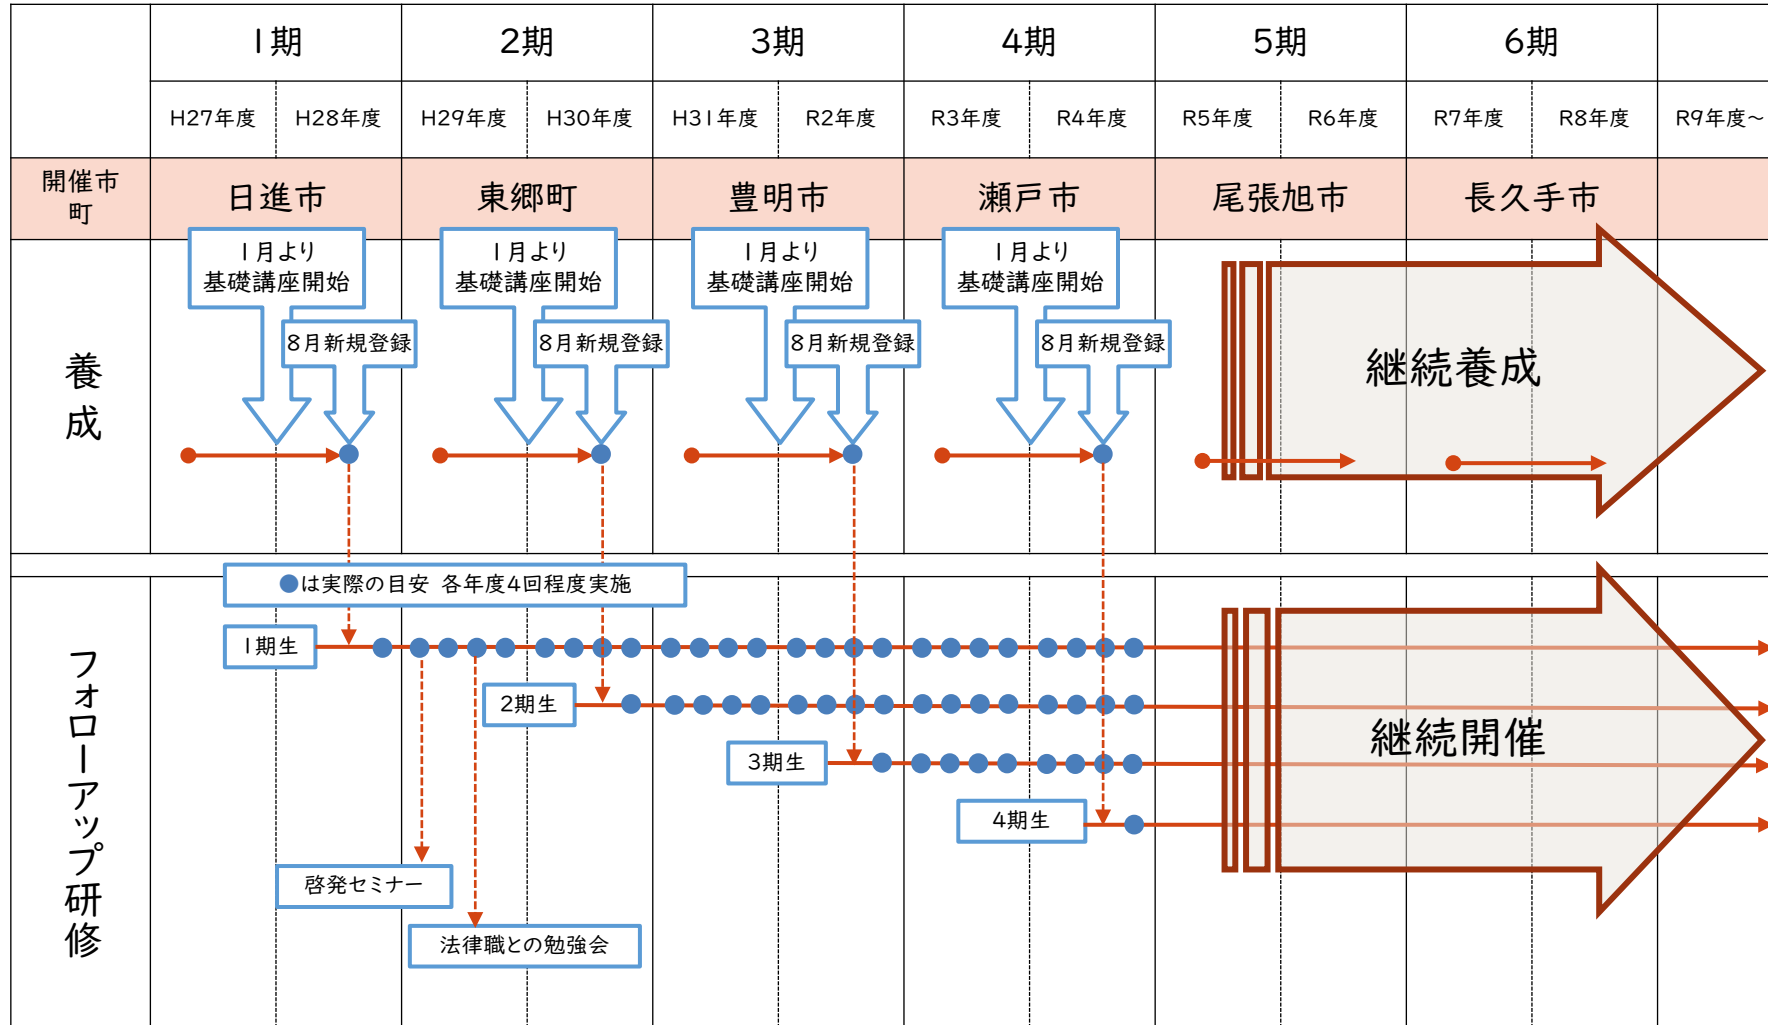 1期
2期
3期
4期
5期
6期
H27年度
H28年度
H29年度
H30年度
H31年度
R2年度
R3年度
R4年度
R5年度
R6年度
R7年度
R8年度
R9年度～
開催市
町
日進市
東郷町
豊明市
瀬戸市
尾張旭市
長久手市
養成
1月より
基礎講座開始
8月新規登録
1月より
基礎講座開始
8月新規登録
1月より
基礎講座開始
8月新規登録
1月より
基礎講座開始
8月新規登録
継続養成
フォローアップ研修
●は実際の目安 各年度4回程度実施
1期生
2期生
3期生
4期生
継続開催
啓発セミナー
法律職との勉強会